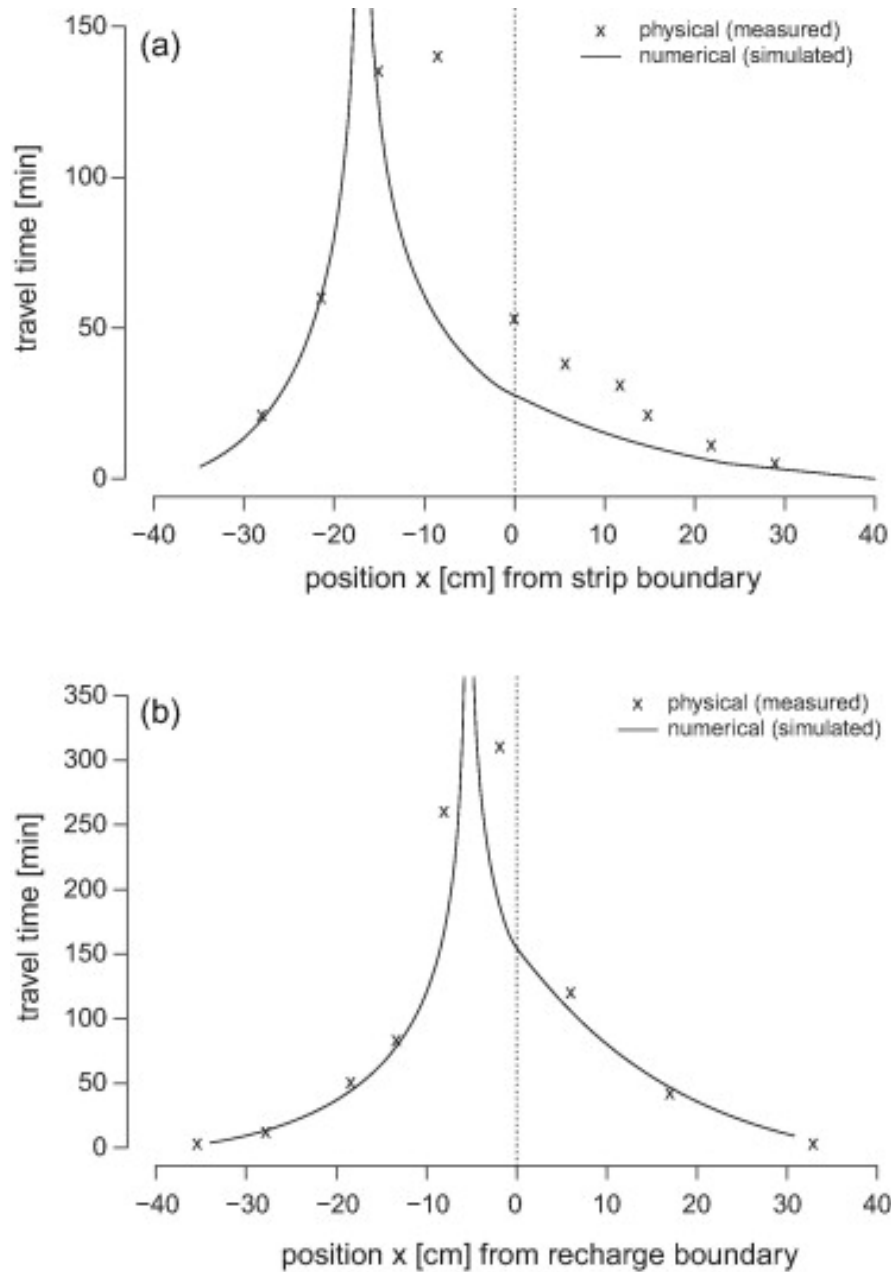 (a)
x physical (measured)
numerical (simulated)
150
100
50
0
travel time [min]
−40 −30 −20 −10 0 10 20 30 40
position x [cm] from strip boundary
(b)
x physical (measured)
numerical (simulated)
350
300
250
200
150
100
50
0
travel time [min]
−40 −30 −20 −10 0 10 20 30 40
position x [cm] from recharge boundary